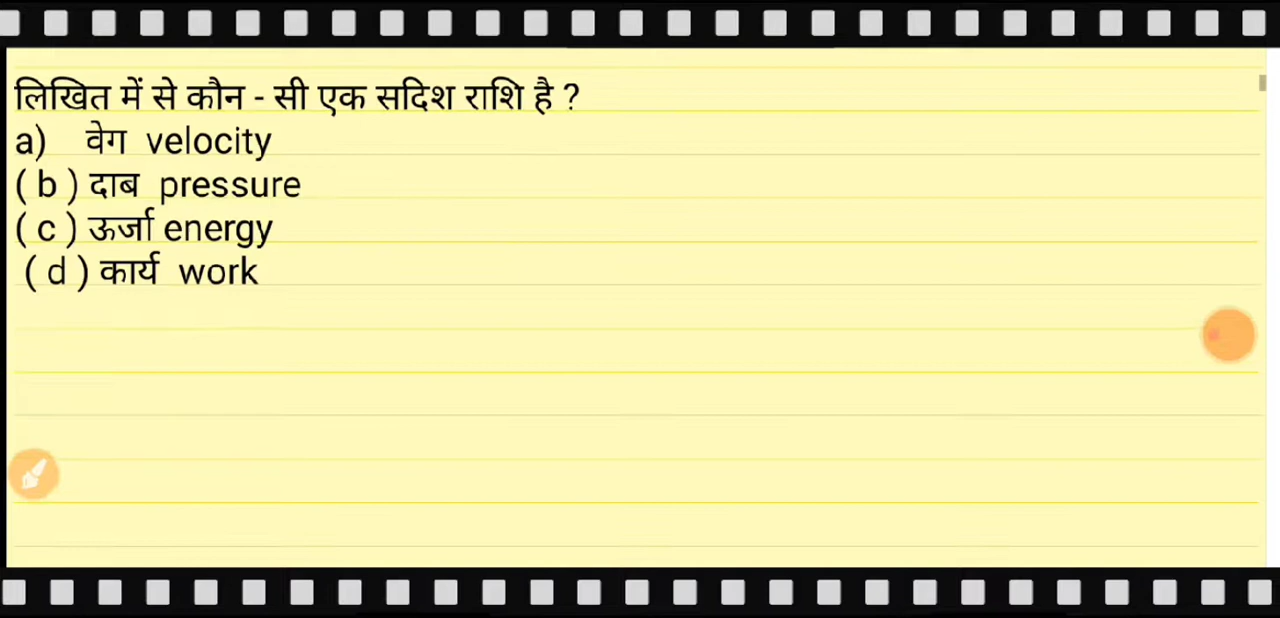 लिखित में से कौन - सी एक सदिश राशि है ?
a) वेग velocity
( b ) दाब pressure
( c ) ऊर्जा energy
( d ) कार्य work